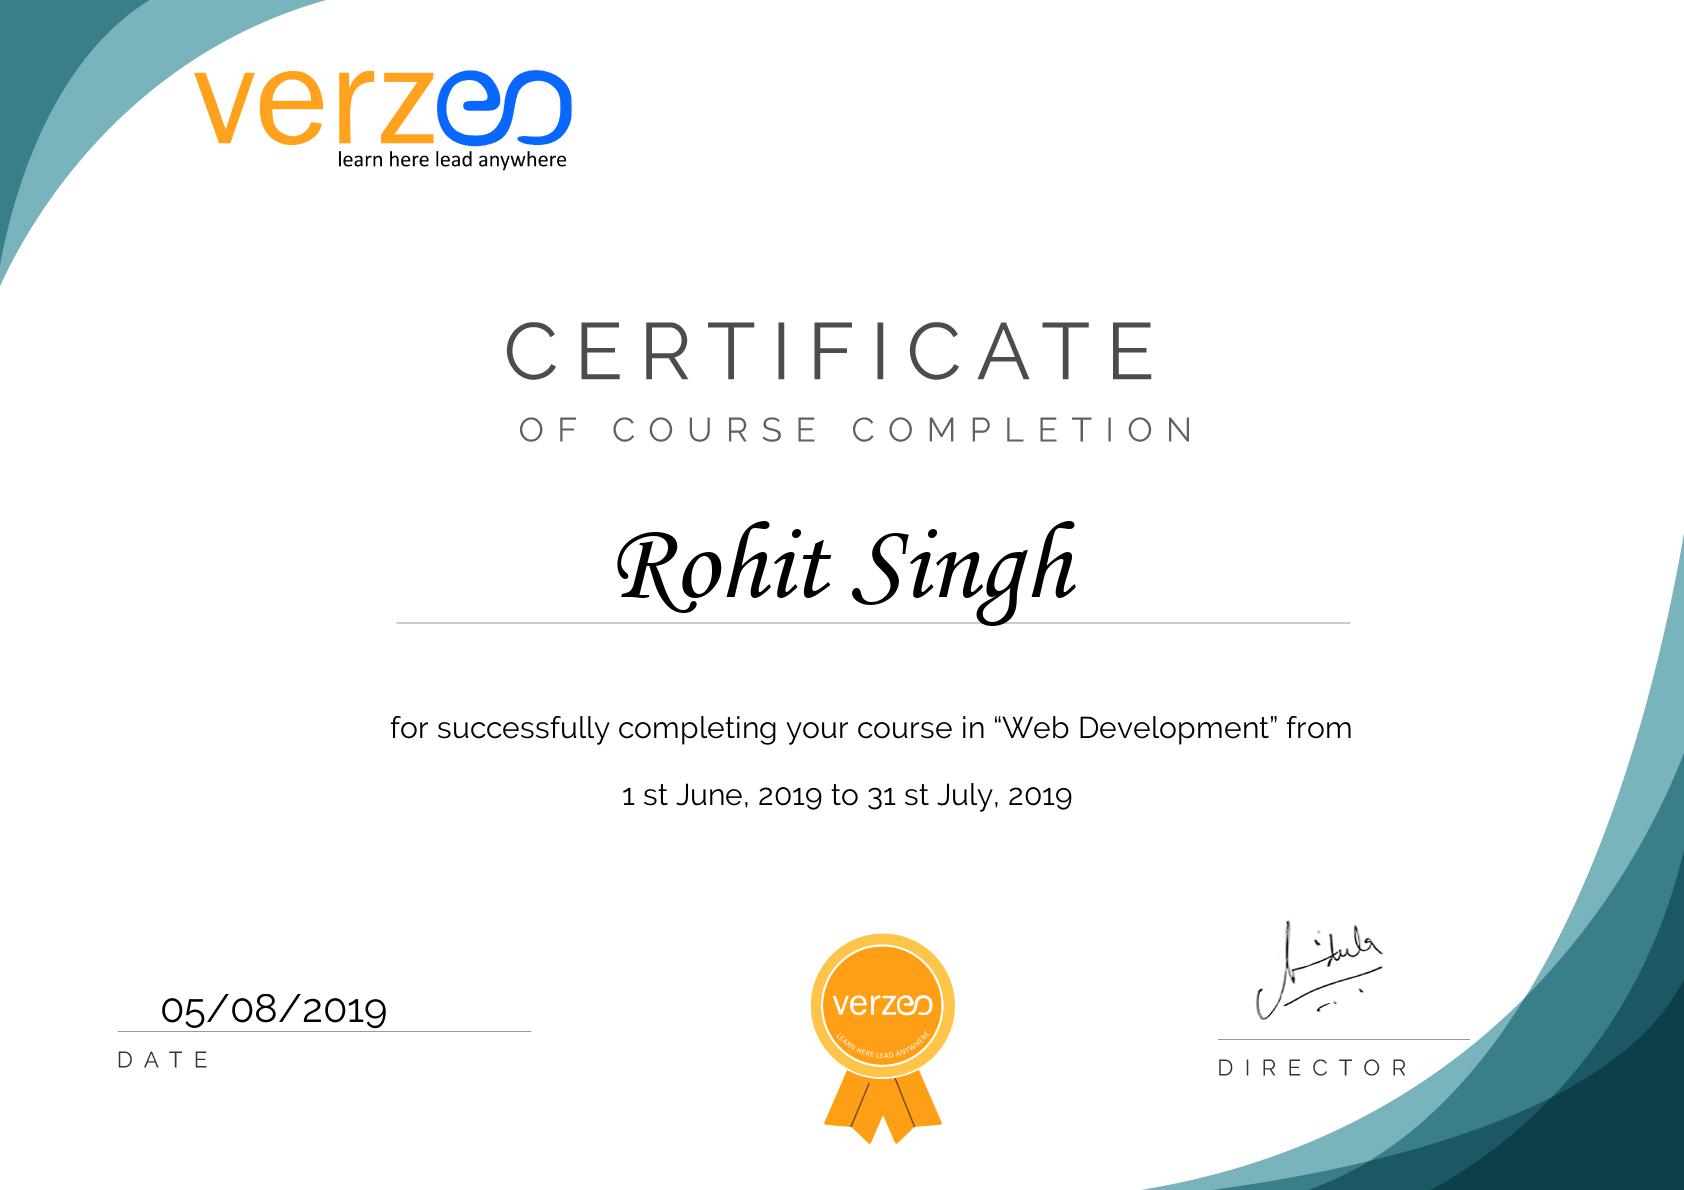 verzeo
learn here lead anywhere
CERTIFICATE
OF COURSE COMPLETION
Rohit Singh
for successfully completing your course in “Web Development” from
1 st June, 2019 to 31 st July, 2019
05/08/2019
DATE
verzeo
LEARN HERE LEAD ANYWHERE
DIRECTOR